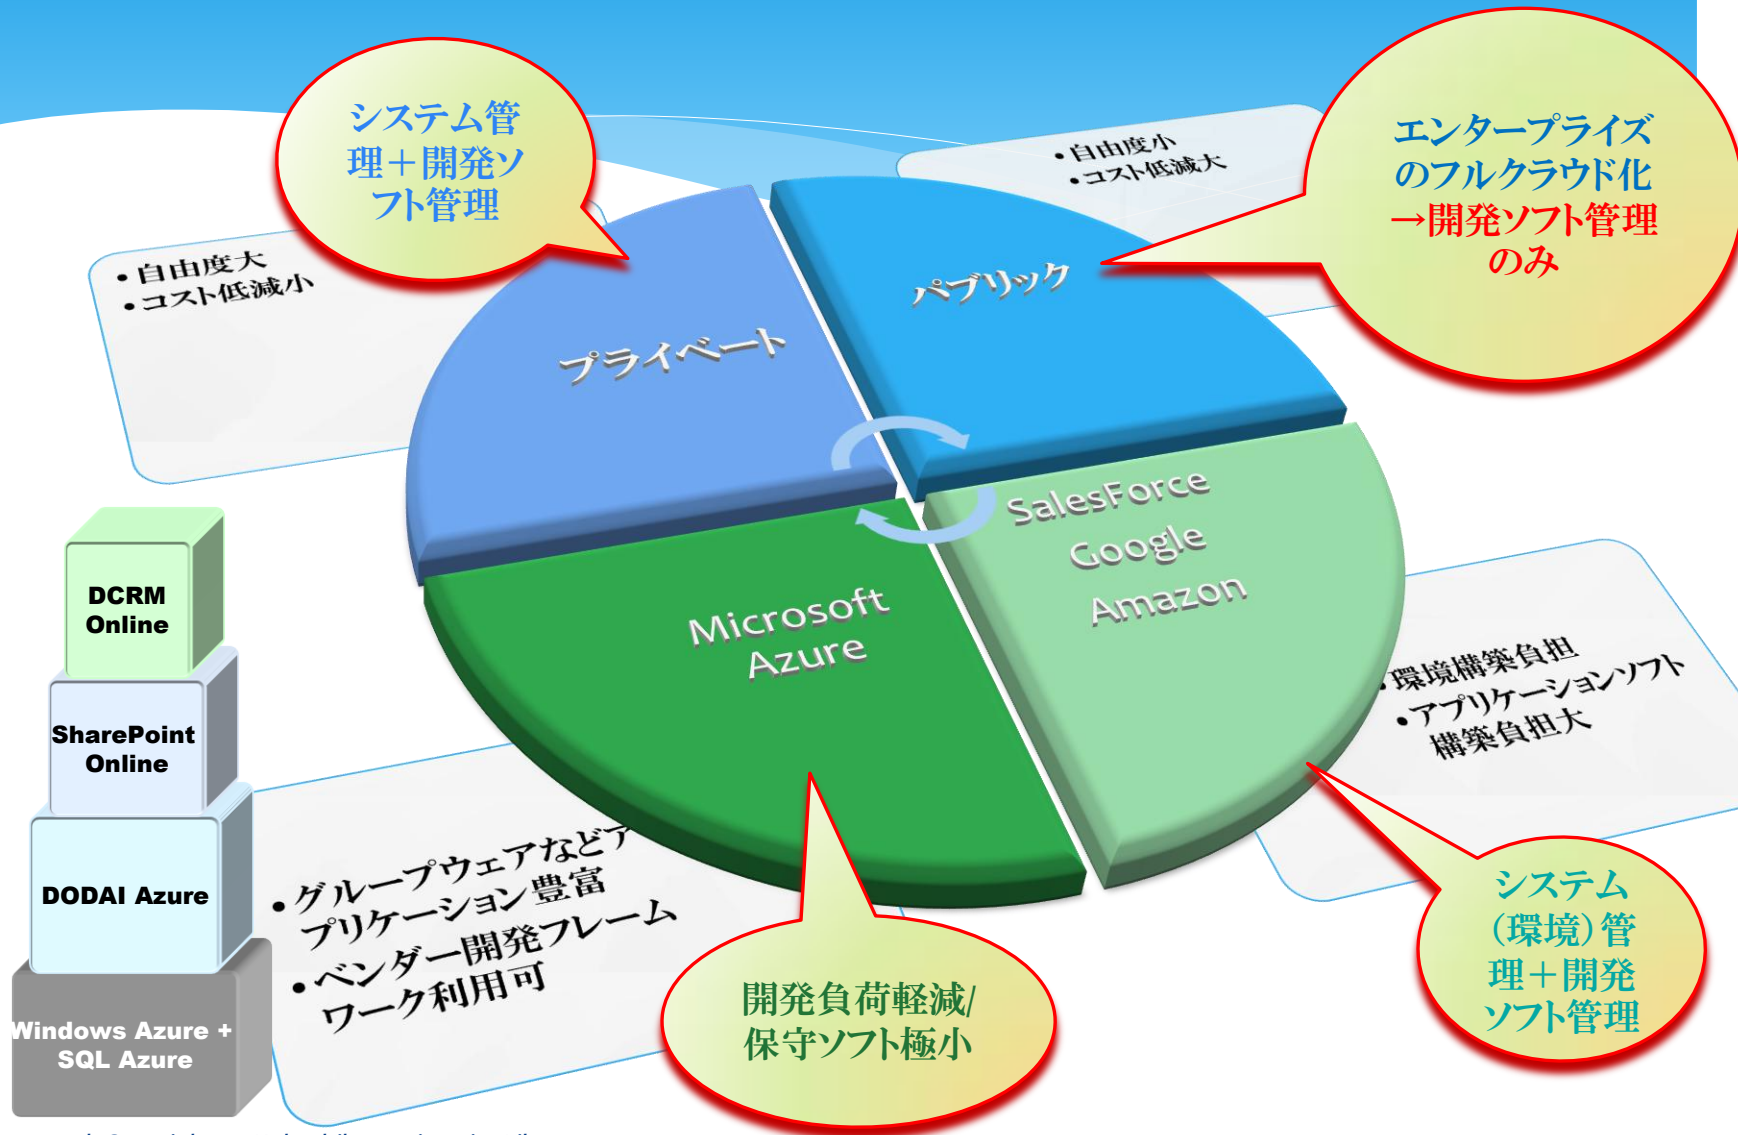 システム管
理＋開発ソ
フト管理
エンタープライズ
のフルクラウド化
→開発ソフト管理
のみ
•自由度小
•コスト低減大
•自由度大
•コスト低減小
パブリック
プライベート
SalesForce
Google
Amazon
Microsoft
Azure
DCRM
Online
SharePoint
Online
DODAI Azure
Windows Azure +
SQL Azure
•環境構築負担
•アプリケーションソフト
構築負担大
•グループウェアなどア
プリケーション豊富
•ベンダー開発フレーム
ワーク利用可
開発負荷軽減/
保守ソフト極小
システム
（環境）管
理＋開発
ソフト管理